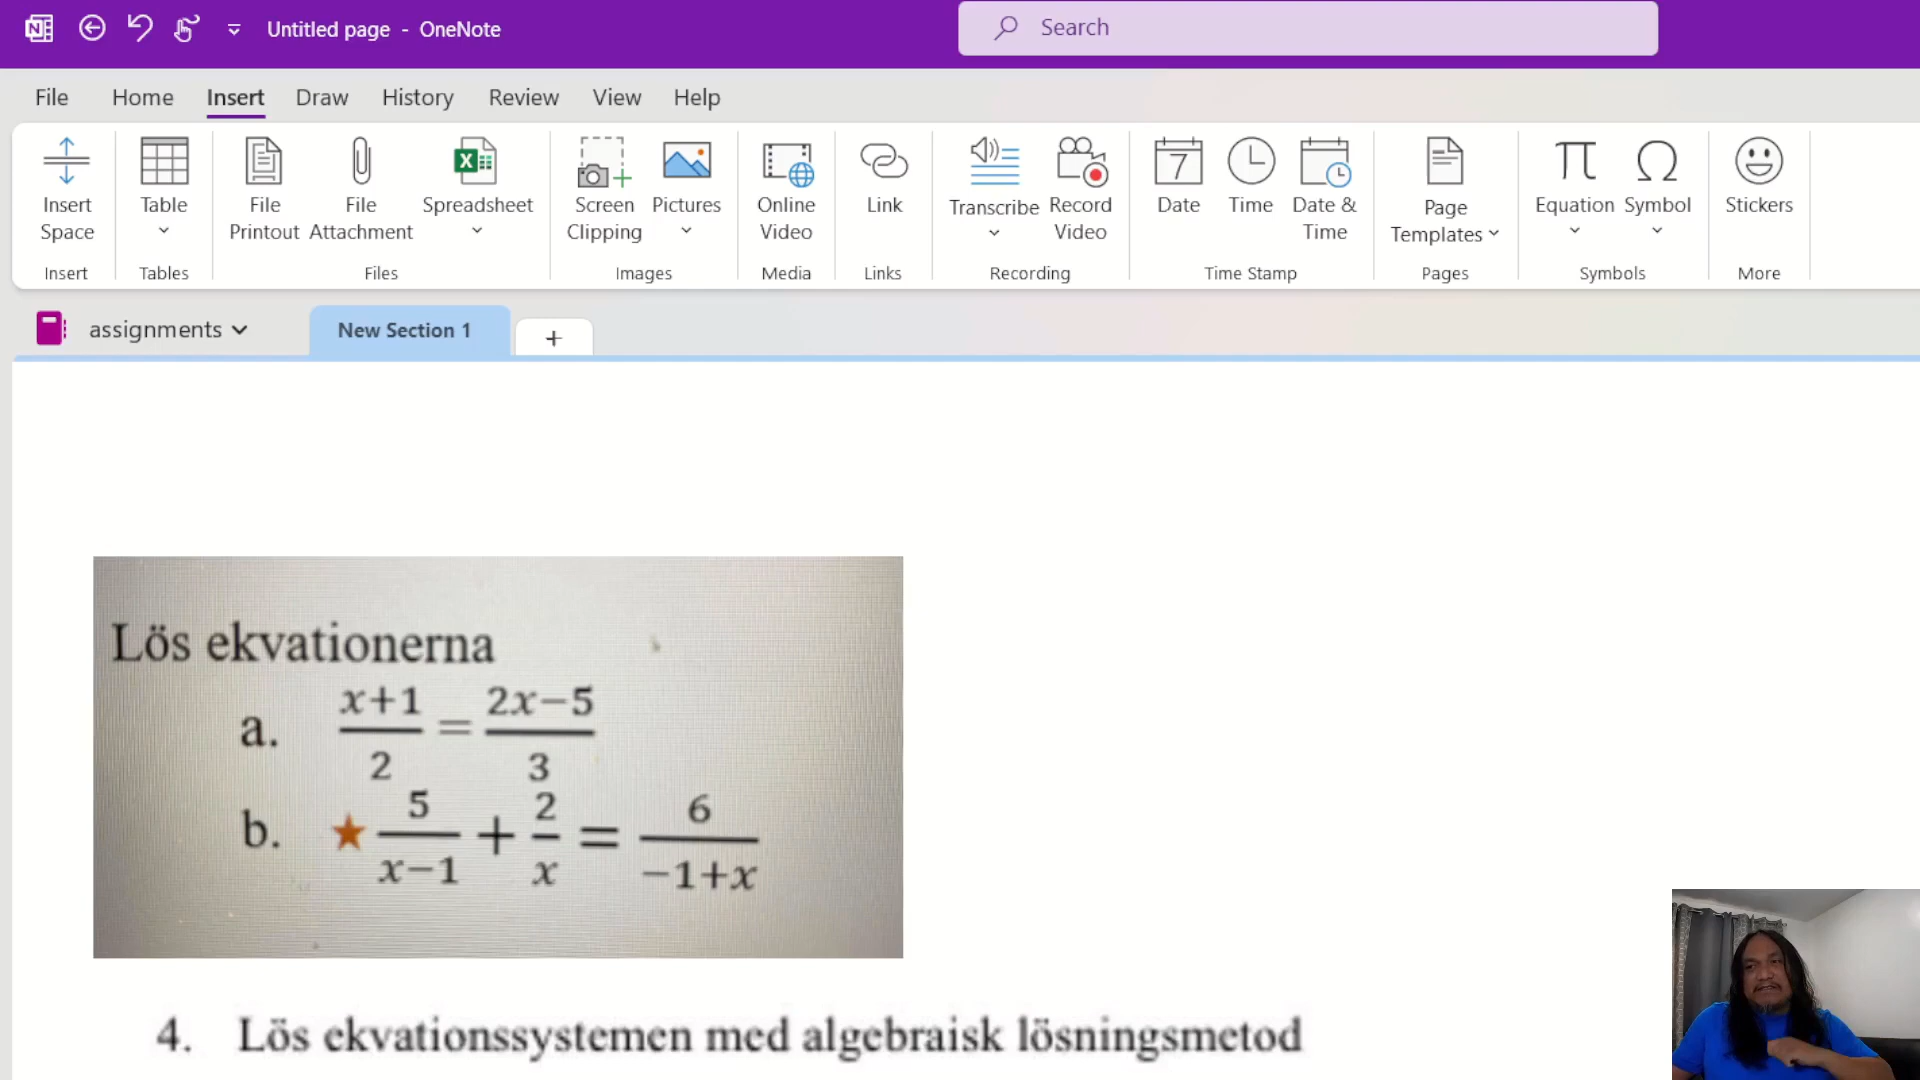 Untitled page - OneNote
Search
File Home Insert Draw History Review View Help
Insert Space
Table
File Printout
File Attachment
Spreadsheet
Screen Clipping
Pictures
Online Video
Link
Transcribe
Record Video
Date
Time
Date & Time
Page Templates
Equation
Symbol
Stickers
Insert Tables Files Images Media Links Recording Time Stamp Pages Symbols More
assignments New Section 1 +
Lös ekvationerna
a. x+1/2 = 2x−5/3
b. ★ 5/x−1 + 2/x = 6/−1+x
4. Lös ekvationssystemen med algebraisk lösningsmetod